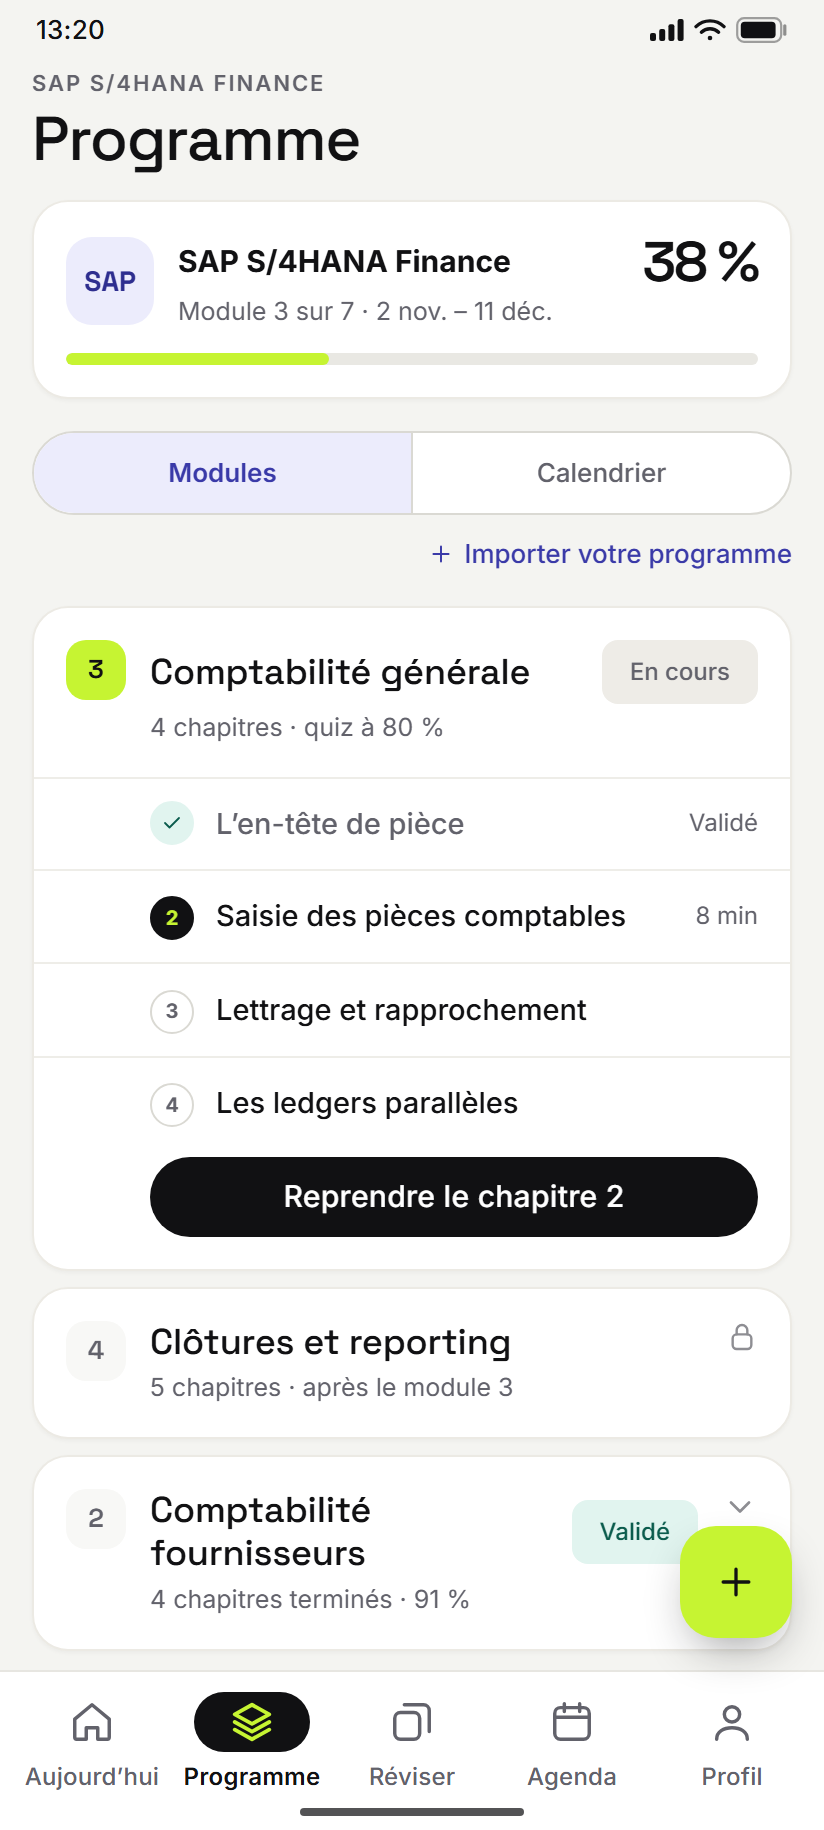 13:20
SAP S/4HANA FINANCE
Programme
SAP
SAP S/4HANA Finance
38 %
Module 3 sur 7 · 2 nov. – 11 déc.
Modules
Calendrier
+ Importer votre programme
3
Comptabilité générale
En cours
4 chapitres · quiz à 80 %
L’en-tête de pièce
Validé
2
Saisie des pièces comptables
8 min
3
Lettrage et rapprochement
4
Les ledgers parallèles
Reprendre le chapitre 2
4
Clôtures et reporting
5 chapitres · après le module 3
2
Comptabilité
fournisseurs
Validé
4 chapitres terminés · 91 %
+
Aujourd’hui
Programme
Réviser
Agenda
Profil